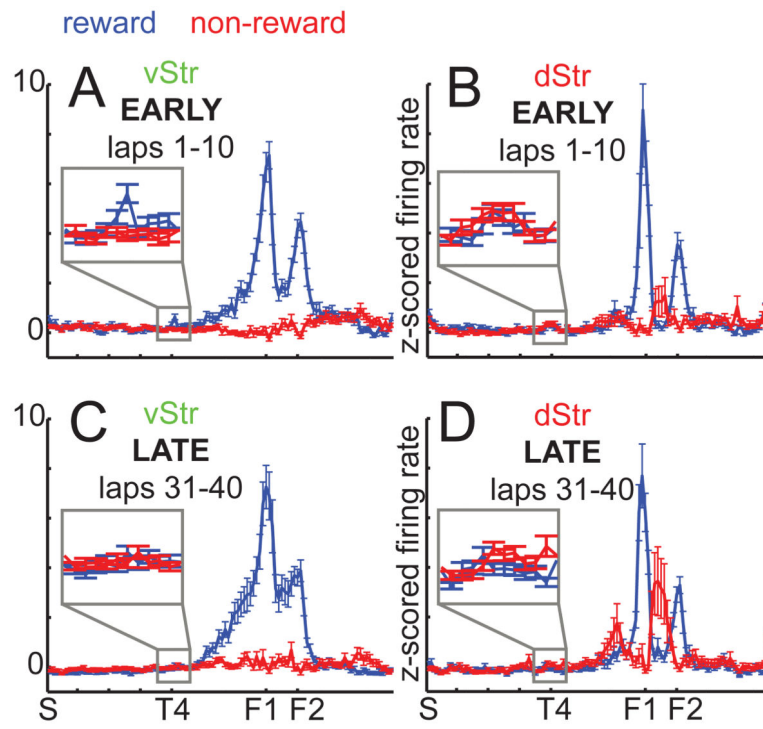 reward non-reward
A
vStr
EARLY
laps 1-10
10
0
B
dStr
EARLY
laps 1-10
z-scored firing rate
C
vStr
LATE
laps 31-40
10
0
S T4 F1 F2
D
dStr
LATE
laps 31-40
z-scored firing rate
S T4 F1 F2